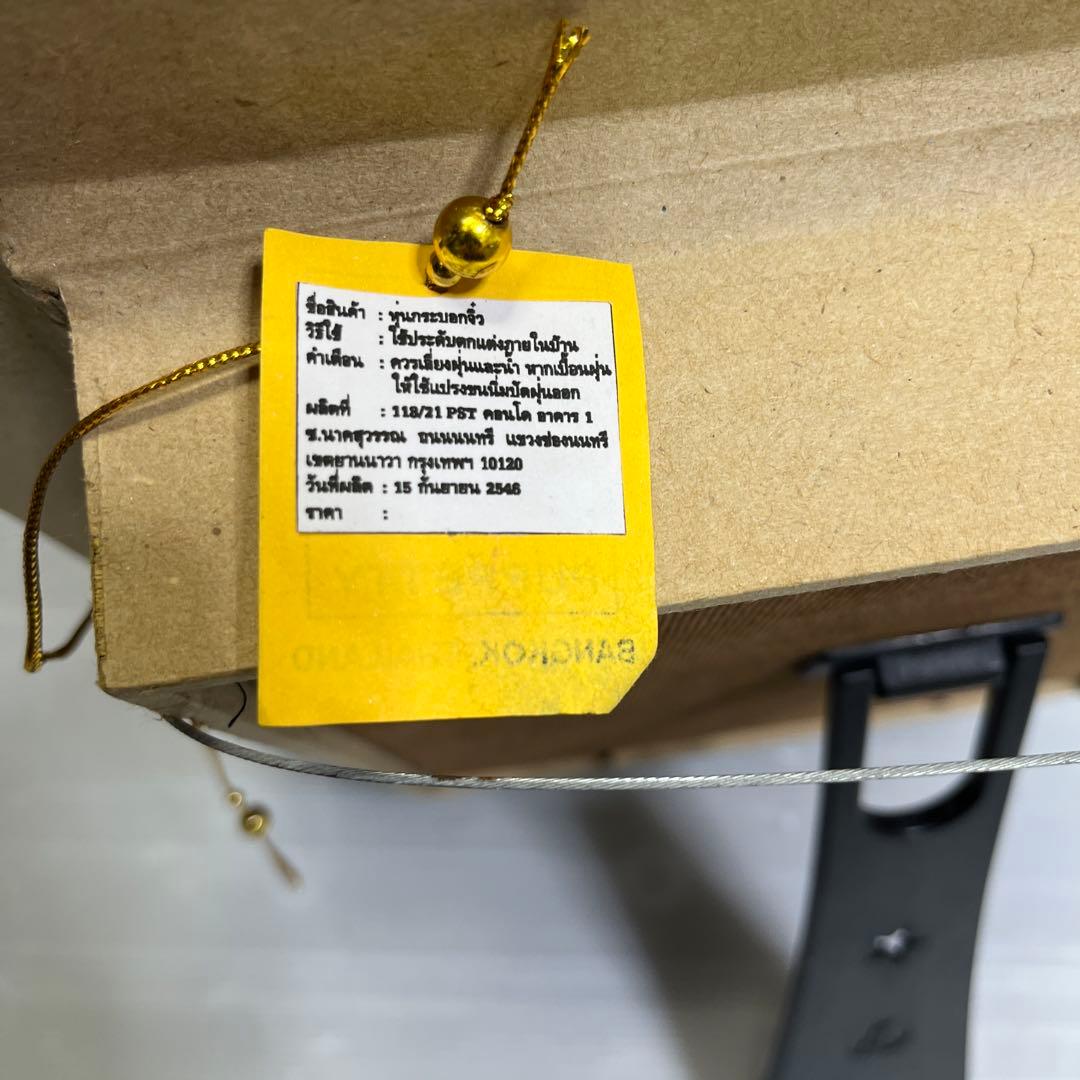 ชื่อสินค้า : หุ่นกระบอกจิ๋ว
วิธีใช้ : ใช้ประดับตกแต่งภายในบ้าน
คำเตือน : ควรเลี่ยงฝุ่นและน้ำ หากเปื้อนฝุ่น
ให้ใช้แปรงขนนิ่มปัดฝุ่นออก
ผลิตที่ : 118/21 PST คอนโด อาคาร 1
ซ.นาคสุวรรณ ถนนนนทรี แขวงช่องนนทรี
เขตยานนาวา กรุงเทพฯ 10120
วันที่ผลิต : 15 กันยายน 2546
ราคา :
BANGKOK,